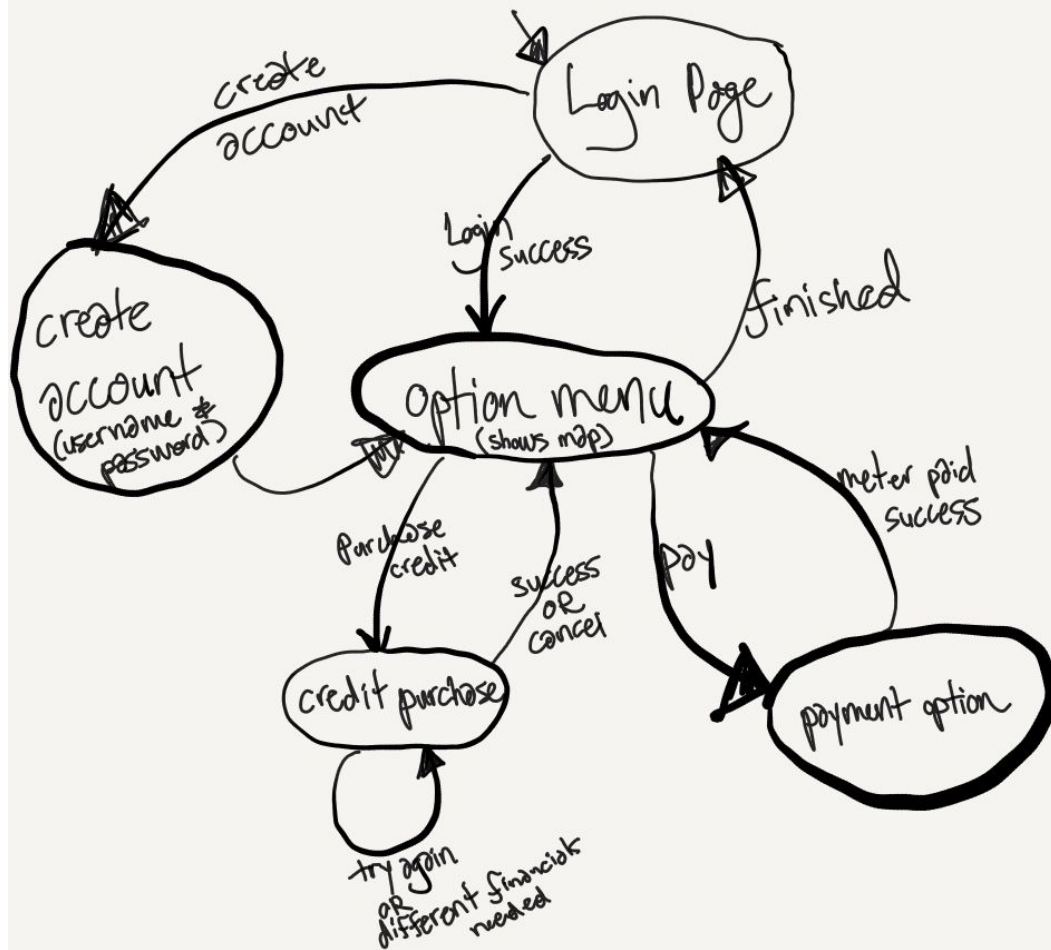 create
account
Login Page
Login
success
finished
create
account
(username &
password)
option menu
(shows map)
meter paid
success
purchase
credit
success
OR
cancel
pay
credit purchase
payment option
try again
OR
different financials
needed